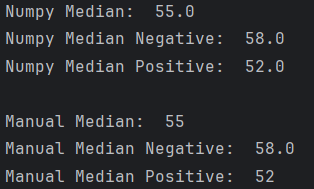 Numpy Median:  55.0
Numpy Median Negative:  58.0
Numpy Median Positive:  52.0

Manual Median:  55
Manual Median Negative:  58.0
Manual Median Positive:  52